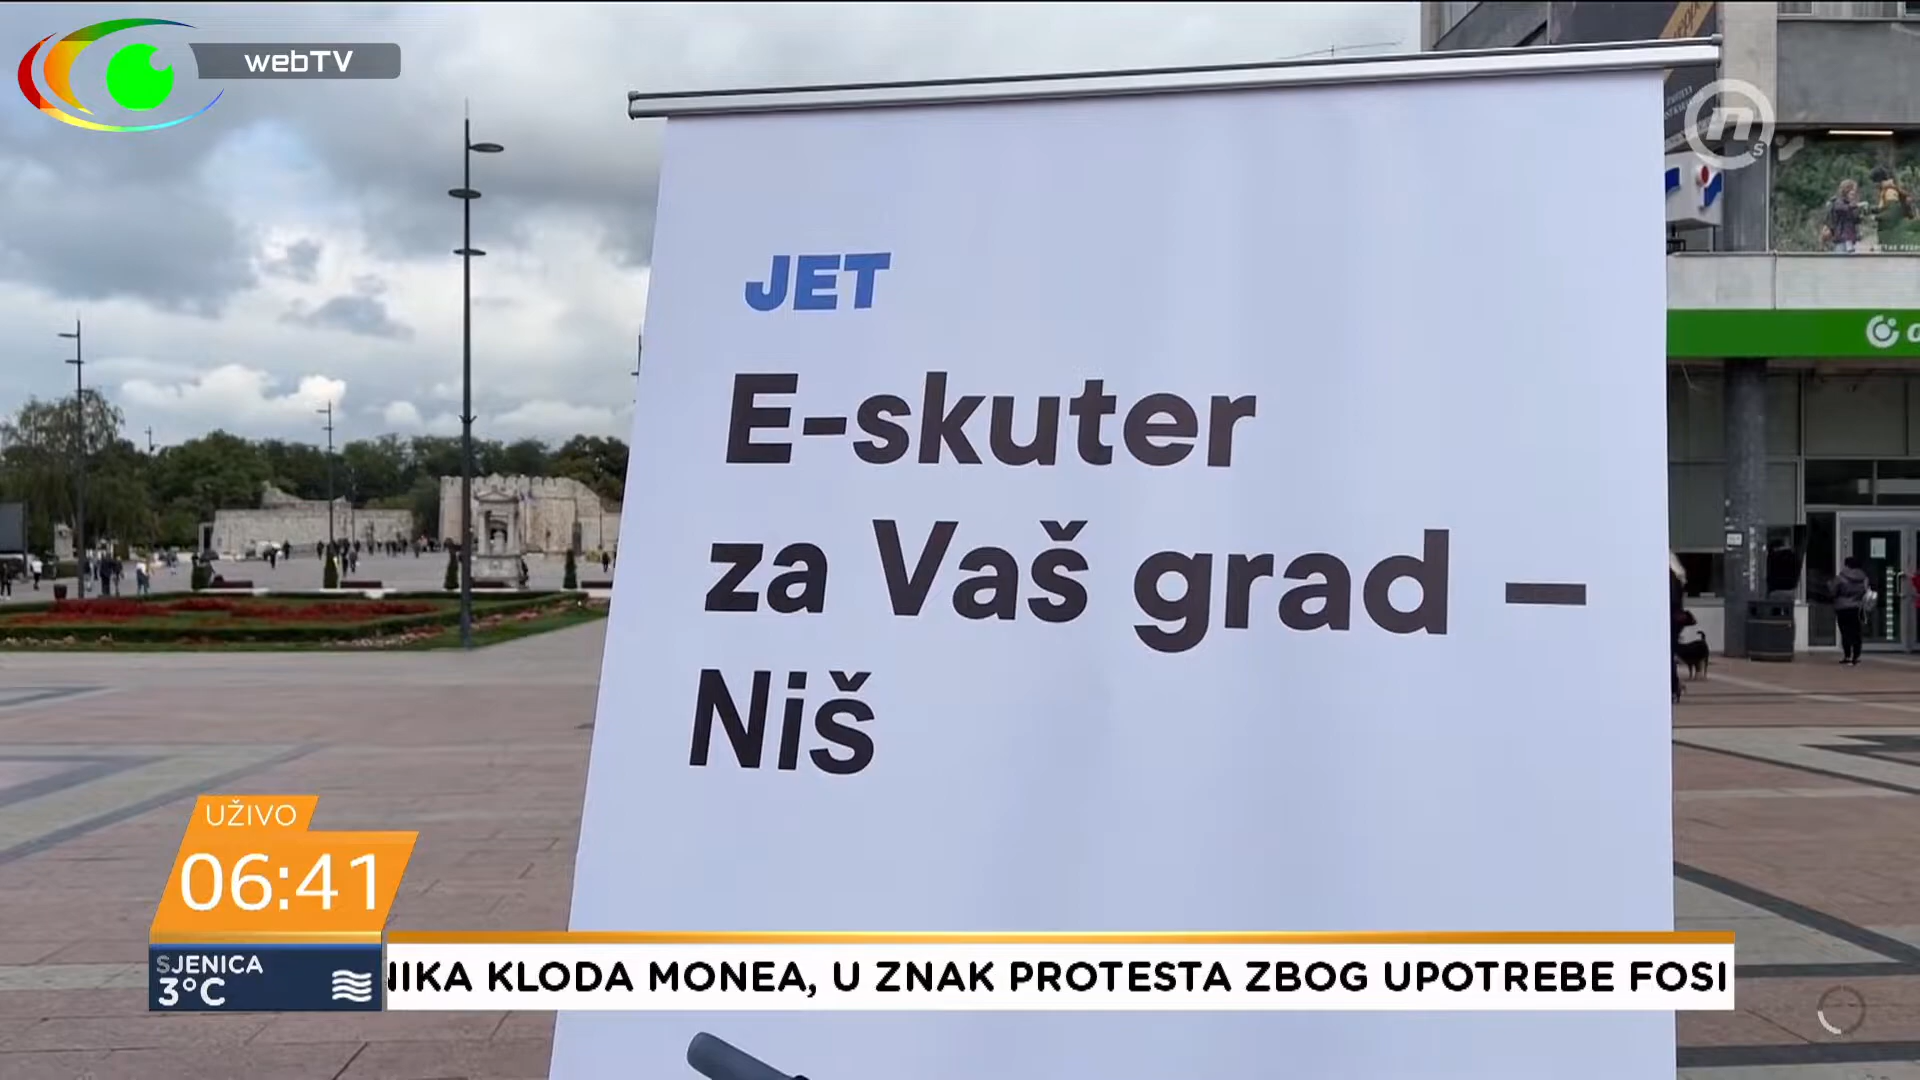 webTV
JET
E-skuter
za Vaš grad –
Niš
UŽIVO
06:41
SJENICA
3°C
NIKA KLODA MONEA, U ZNAK PROTESTA ZBOG UPOTREBE FOSI